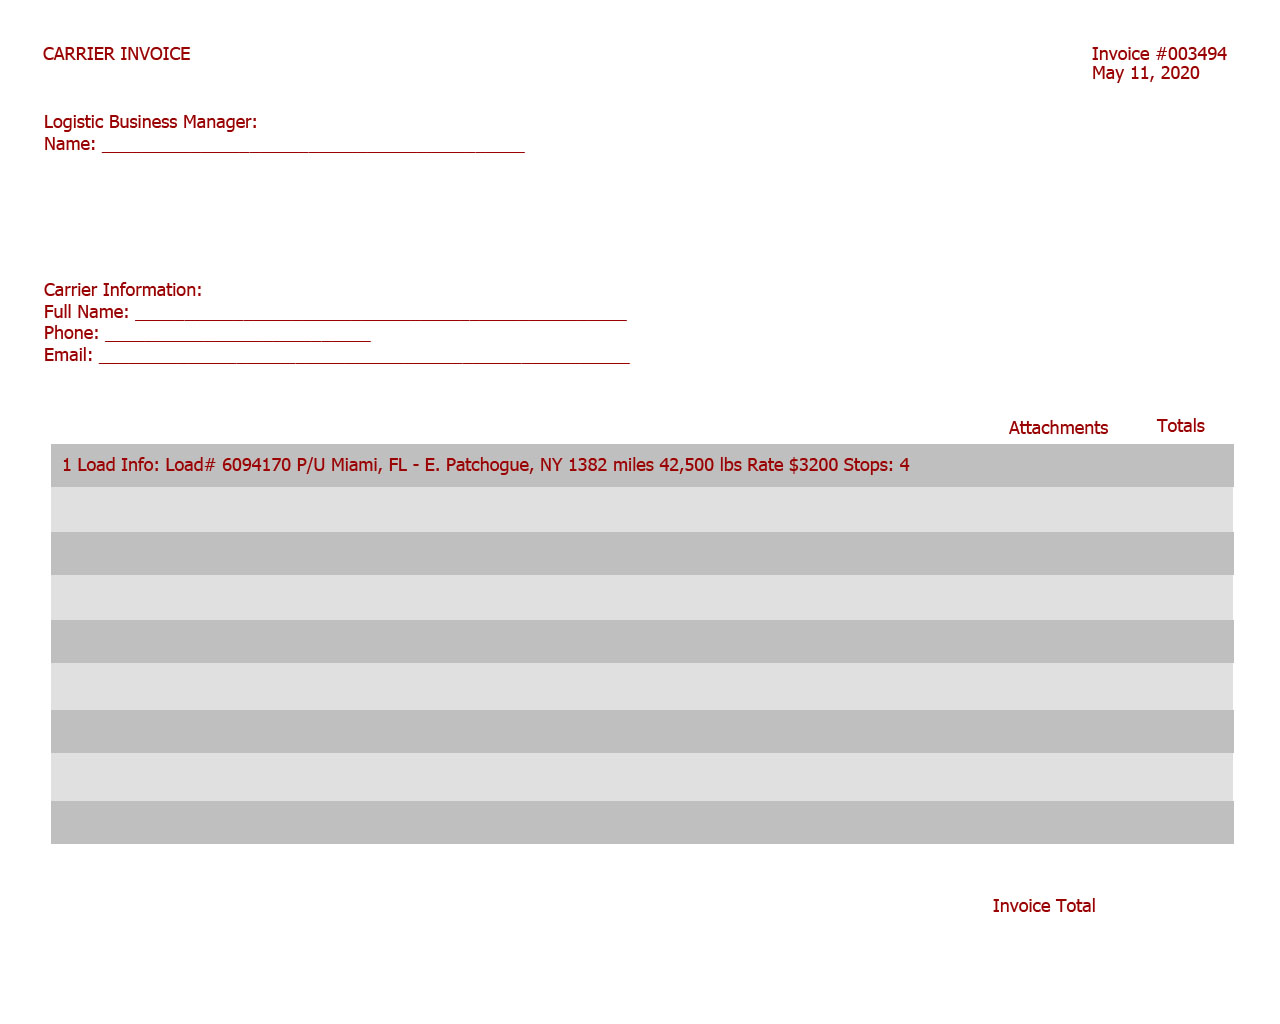 CARRIER INVOICE
Invoice #003494
May 11, 2020
Logistic Business Manager:
Name: ___________________________________________
Carrier Information:
Full Name: __________________________________________________
Phone: ___________________________
Email: ______________________________________________________
Attachments
Totals
1 Load Info: Load# 6094170 P/U Miami, FL - E. Patchogue, NY 1382 miles 42,500 lbs Rate $3200 Stops: 4
Invoice Total